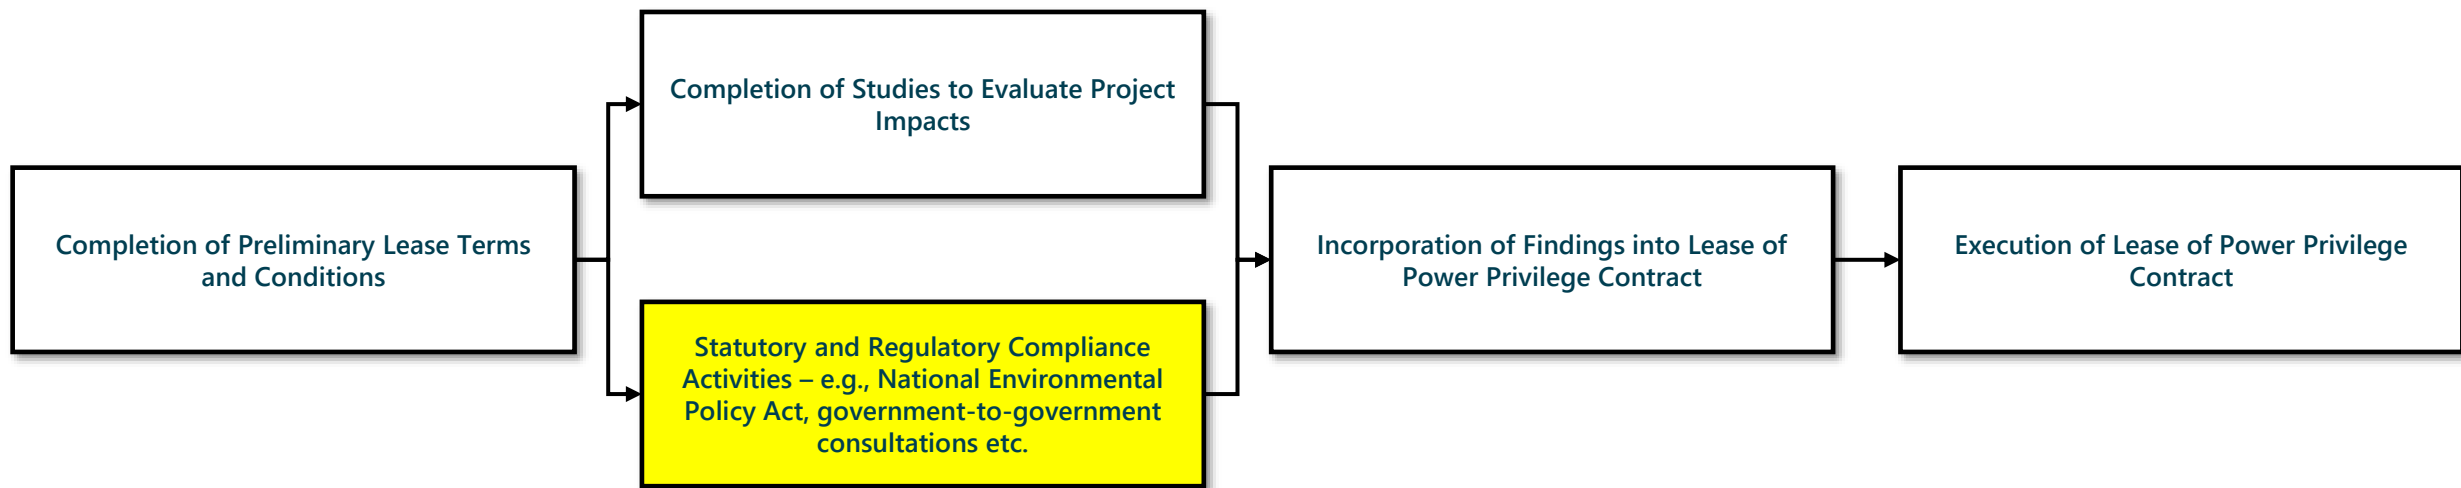 Completion of Preliminary Lease Terms
and Conditions
Completion of Studies to Evaluate Project
Impacts
Statutory and Regulatory Compliance
Activities – e.g., National Environmental
Policy Act, government-to-government
consultations etc.
Incorporation of Findings into Lease of
Power Privilege Contract
Execution of Lease of Power Privilege
Contract